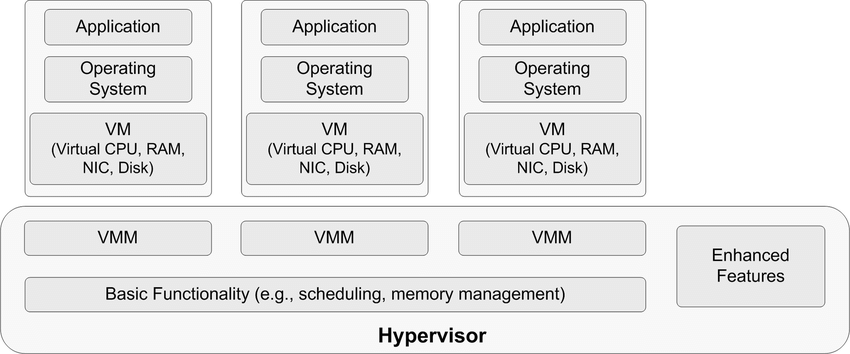 Application
Operating
System
VM
(Virtual CPU, RAM,
NIC, Disk)
Application
Operating
System
VM
(Virtual CPU, RAM,
NIC, Disk)
Application
Operating
System
VM
(Virtual CPU, RAM,
NIC, Disk)
VMM
VMM
VMM
Enhanced
Features
Basic Functionality (e.g., scheduling, memory management)
Hypervisor